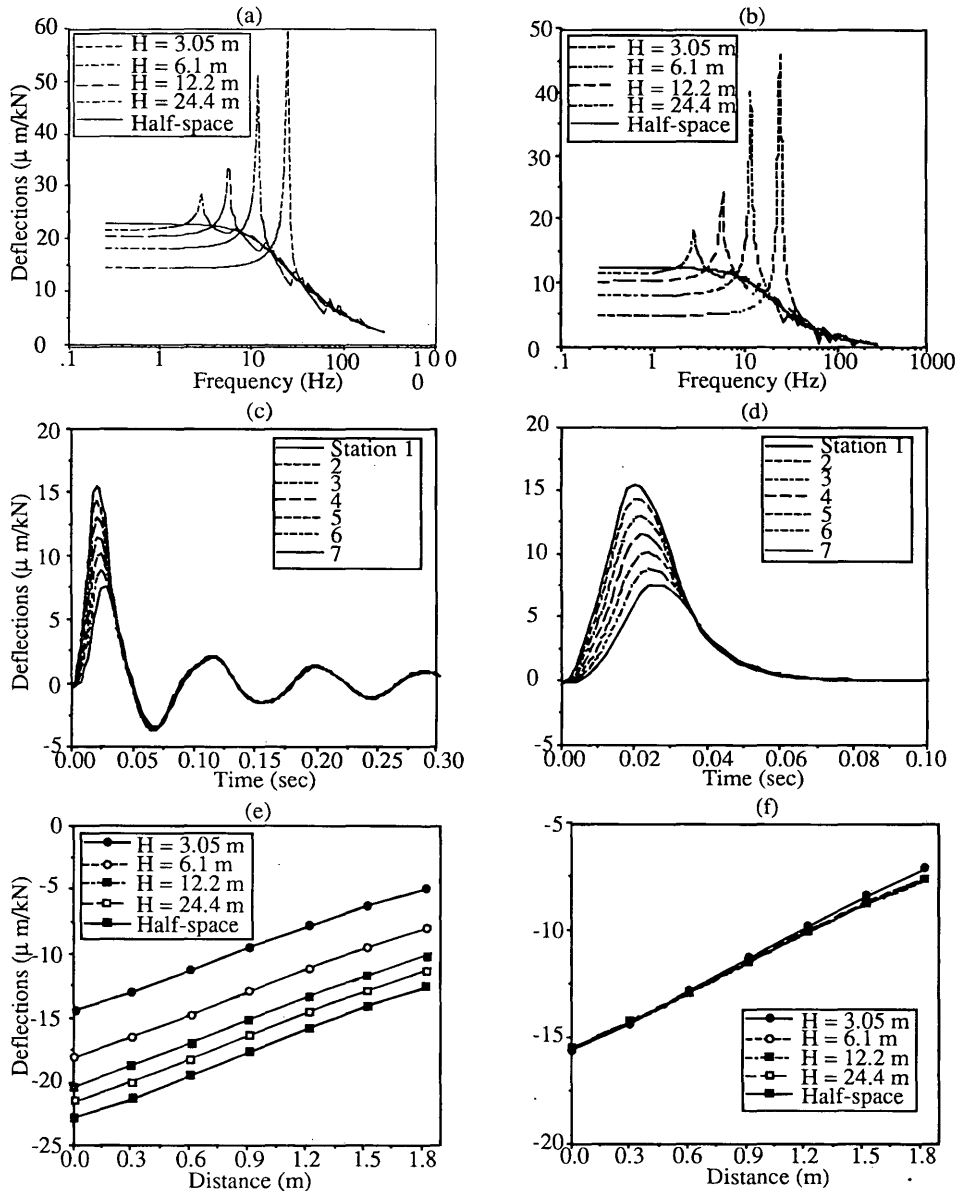 (a)
60
50
40
30
20
10
0
Deflections (μ m/kN)
H = 3.05 m
H = 6.1 m
H = 12.2 m
H = 24.4 m
Half-space
.1 1 10 100 10 0
0
Frequency (Hz)
(b)
50
40
30
20
10
0
H = 3.05 m
H = 6.1 m
H = 12.2 m
H = 24.4 m
Half-space
.1 1 10 100 1000
Frequency (Hz)
(c)
20
15
10
5
0
-5
Deflections (μ m/kN)
Station 1
2
3
4
5
6
7
0.00 0.05 0.10 0.15 0.20 0.25 0.30
Time (sec)
(d)
20
15
10
5
0
-5
Station 1
2
3
4
5
6
7
0.00 0.02 0.04 0.06 0.08 0.10
Time (sec)
(e)
0
-5
-10
-15
-20
-25
Deflections (μ m/kN)
H = 3.05 m
H = 6.1 m
H = 12.2 m
H = 24.4 m
Half-space
0.0 0.3 0.6 0.9 1.2 1.5 1.8
Distance (m)
(f)
-5
-10
-15
-20
H = 3.05 m
H = 6.1 m
H = 12.2 m
H = 24.4 m
Half-space
0.0 0.3 0.6 0.9 1.2 1.5 1.8
Distance (m)